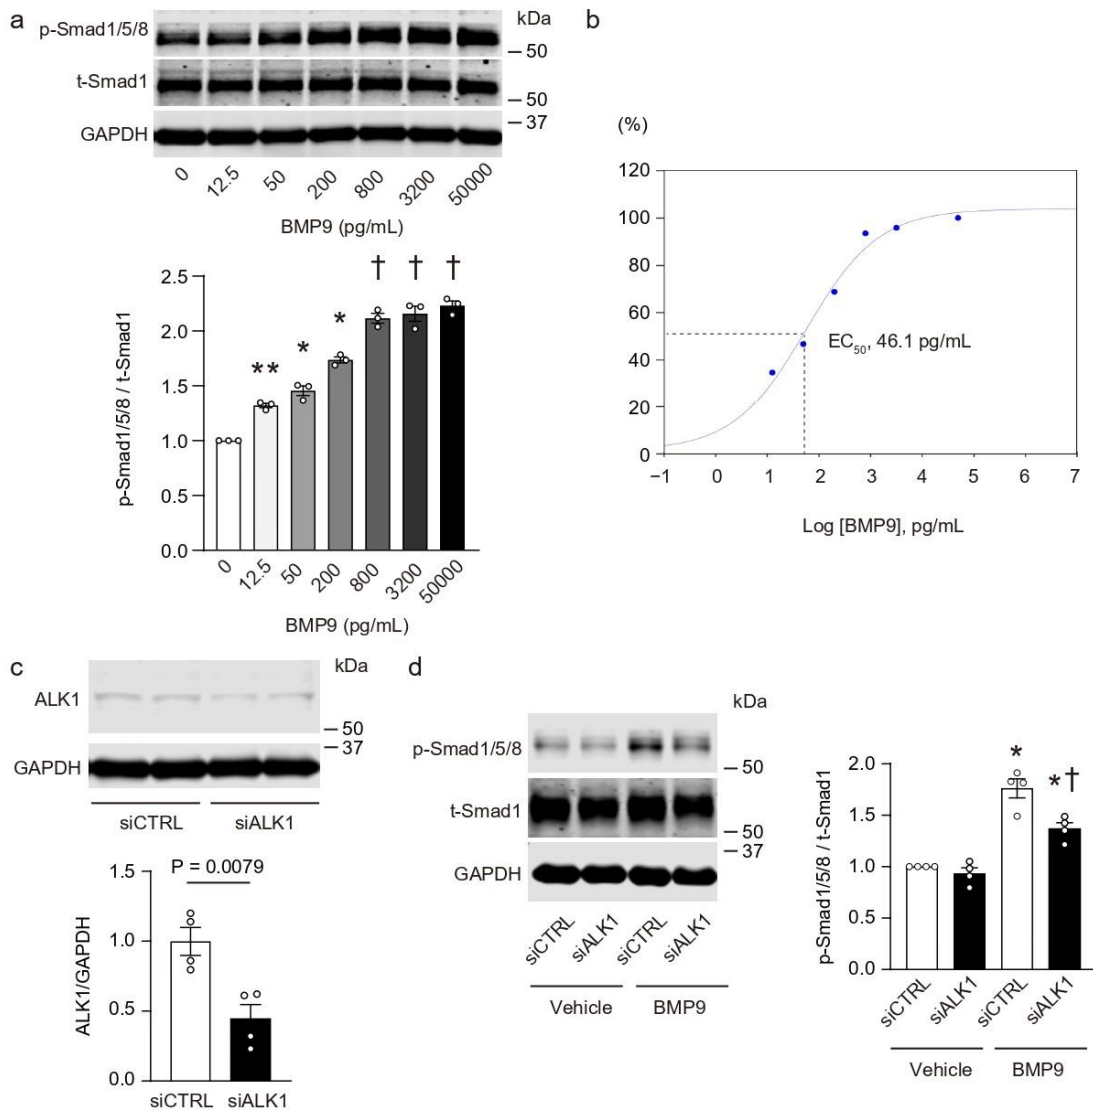 a
kDa
p-Smad1/5/8
– 50
t-Smad1
– 50
GAPDH
– 37
0 12.5 50 200 800 3200 50000
BMP9 (pg/mL)
p-Smad1/5/8 / t-Smad1
2.5
2.0
1.5
1.0
0.5
0.0
** * * † † †
0 12.5 50 200 800 3200 50000
BMP9 (pg/mL)
b
(%)
120
100
80
60
40
20
0
EC50, 46.1 pg/mL
–1 0 1 2 3 4 5 6 7
Log [BMP9], pg/mL
c
kDa
ALK1
– 50
– 37
GAPDH
siCTRL siALK1
P = 0.0079
ALK1/GAPDH
1.5
1.0
0.5
0.0
siCTRL siALK1
d
kDa
p-Smad1/5/8
– 50
t-Smad1
– 50
– 37
GAPDH
siCTRL siALK1 siCTRL siALK1
Vehicle BMP9
p-Smad1/5/8 / t-Smad1
2.0
1.5
1.0
0.5
0.0
* *†
siCTRL siALK1 siCTRL siALK1
Vehicle BMP9